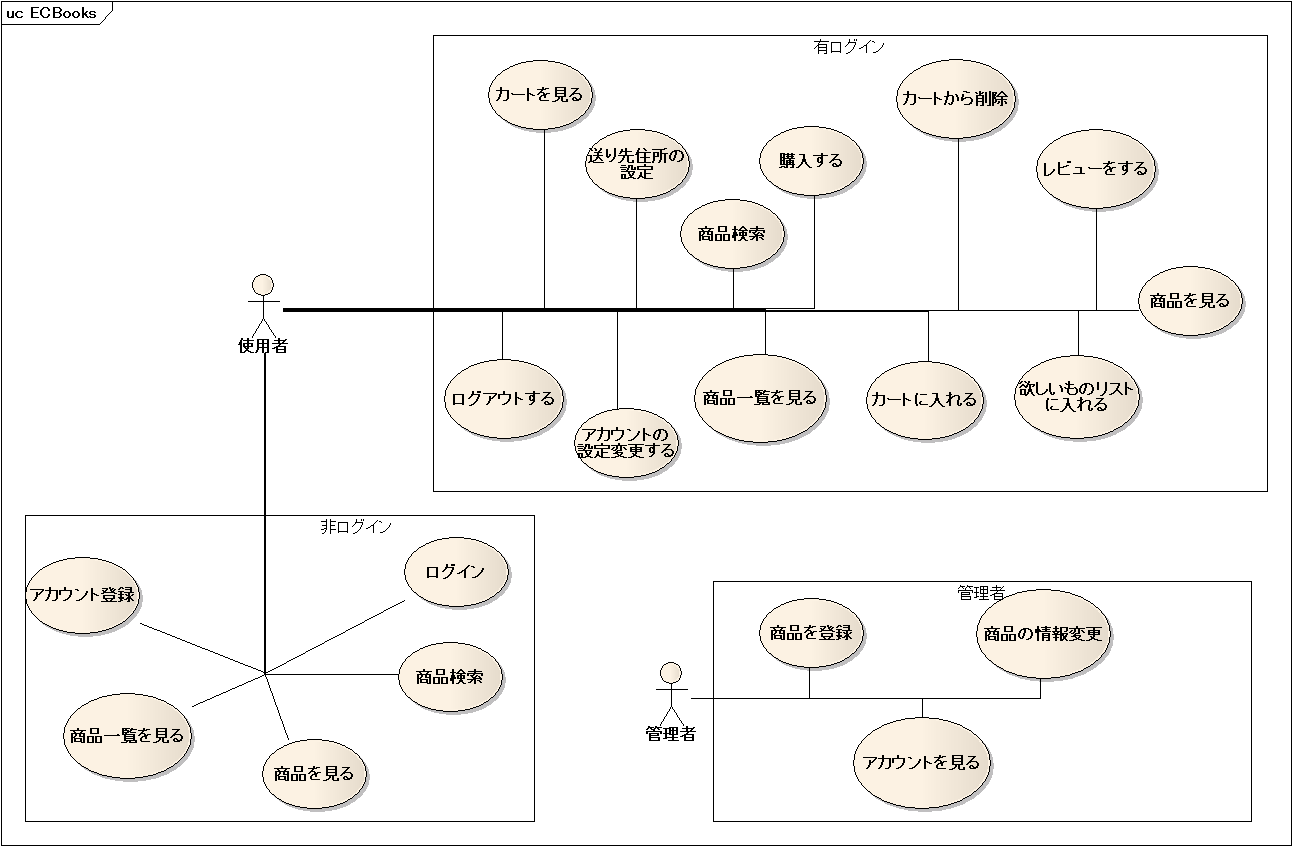 uc ECBooks
有ログイン
カートを見る
カートから削除
送り先住所の
設定
購入する
レビューをする
商品検索
商品を見る
使用者
ログアウトする
アカウントの
設定変更する
商品一覧を見る
カートに入れる
欲しいものリスト
に入れる
非ログイン
ログイン
アカウント登録
商品検索
商品一覧を見る
商品を見る
管理者
商品を登録
商品の情報変更
管理者
アカウントを見る